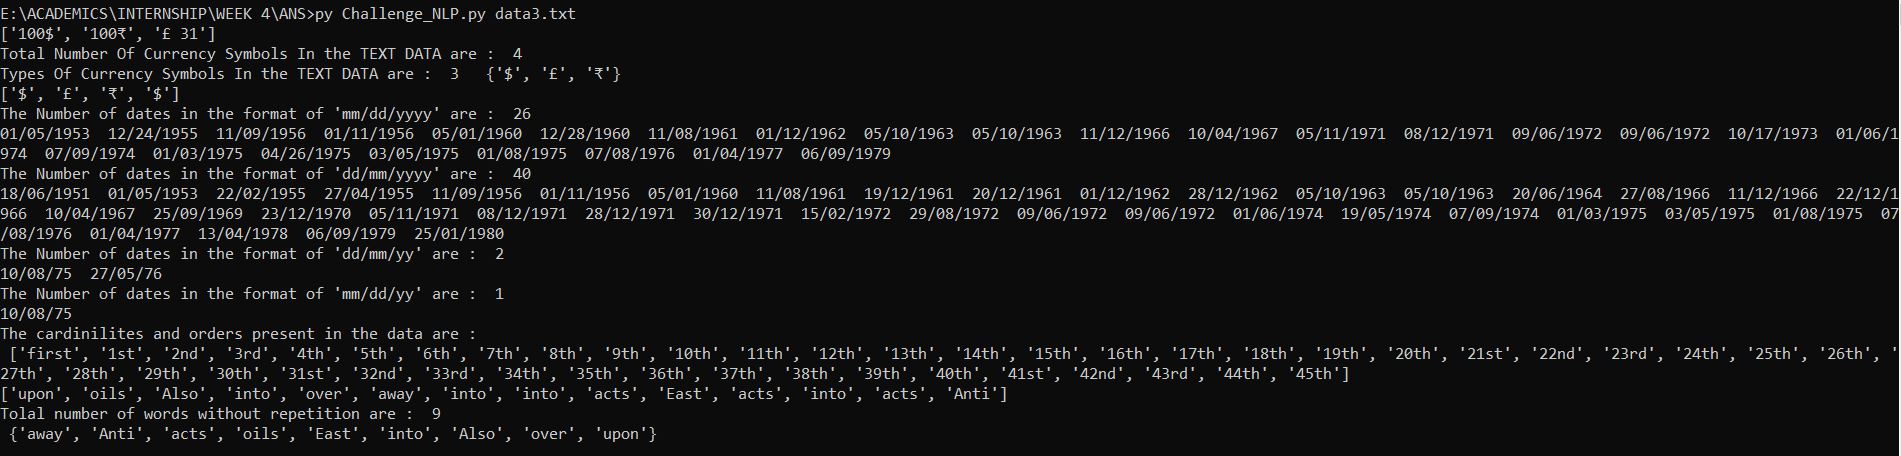 E:\ACADEMICS\INTERNSHIP\WEEK 4\ANS>py Challenge_NLP.py data3.txt
['100$', '100₹', '£ 31']
Total Number Of Currency Symbols In the TEXT DATA are :  4
Types Of Currency Symbols In the TEXT DATA are :  3   {'$', '£', '₹'}
['$', '£', '₹', '$']
The Number of dates in the format of 'mm/dd/yyyy' are :  26
01/05/1953  12/24/1955  11/09/1956  01/11/1956  05/01/1960  12/28/1960  11/08/1961  01/12/1962  05/10/1963  05/10/1963  11/12/1966  10/04/1967  05/11/1971  08/12/1971  09/06/1972  09/06/1972  10/17/1973  01/06/1
974  07/09/1974  01/03/1975  04/26/1975  03/05/1975  01/08/1975  07/08/1976  01/04/1977  06/09/1979
The Number of dates in the format of 'dd/mm/yyyy' are :  40
18/06/1951  01/05/1953  22/02/1955  27/04/1955  11/09/1956  01/11/1956  05/01/1960  11/08/1961  19/12/1961  20/12/1961  01/12/1962  28/12/1962  05/10/1963  05/10/1963  20/06/1964  27/08/1966  11/12/1966  22/12/1
966  10/04/1967  25/09/1969  23/12/1970  05/11/1971  08/12/1971  28/12/1971  30/12/1971  15/02/1972  29/08/1972  09/06/1972  09/06/1972  01/06/1974  19/05/1974  07/09/1974  01/03/1975  03/05/1975  01/08/1975  07
/08/1976  01/04/1977  13/04/1978  06/09/1979  25/01/1980
The Number of dates in the format of 'dd/mm/yy' are :  2
10/08/75  27/05/76
The Number of dates in the format of 'mm/dd/yy' are :  1
10/08/75
The cardinilites and orders present in the data are :
 ['first', '1st', '2nd', '3rd', '4th', '5th', '6th', '7th', '8th', '9th', '10th', '11th', '12th', '13th', '14th', '15th', '16th', '17th', '18th', '19th', '20th', '21st', '22nd', '23rd', '24th', '25th', '26th', '
27th', '28th', '29th', '30th', '31st', '32nd', '33rd', '34th', '35th', '36th', '37th', '38th', '39th', '40th', '41st', '42nd', '43rd', '44th', '45th']
['upon', 'oils', 'Also', 'into', 'over', 'away', 'into', 'into', 'acts', 'East', 'acts', 'into', 'acts', 'Anti']
Total number of words without repetition are :  9
 {'away', 'Anti', 'acts', 'oils', 'East', 'into', 'Also', 'over', 'upon'}